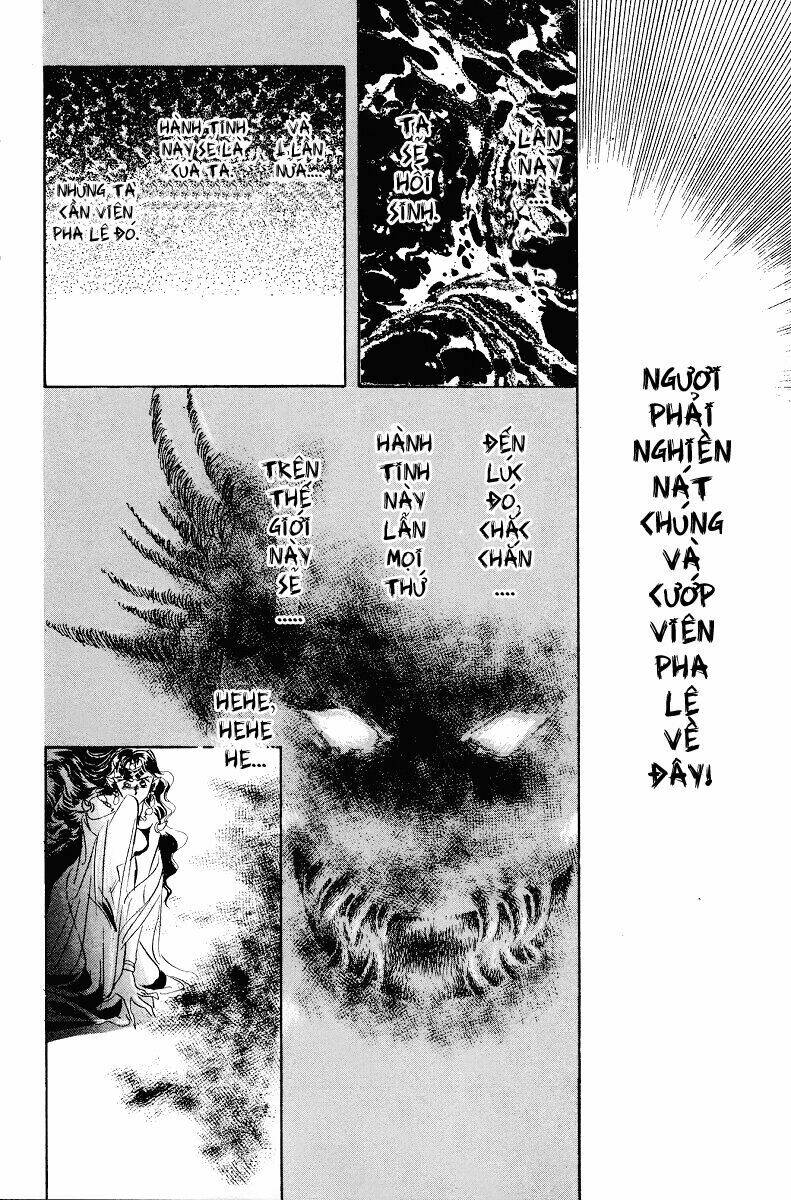 NGƯƠI
PHẢI
NGHIỀN
NÁT
CHÚNG
VÀ
CƯỚP
VIÊN
PHA
LÊ
VỀ
ĐÂY!
LẦN
NÀY
....
TA
SẼ
HỒI
SINH.
VÀ
1 LẦN
NỮA....
HÀNH TINH
NÀY SẼ LÀ
CỦA TA.
NHƯNG TA
CẦN VIÊN
PHA LÊ ĐÓ.
ĐẾN
LÚC
ĐÓ,
CHẮC
CHẮN
....
HÀNH
TINH
NÀY
LẪN
MỌI
THỨ
TRÊN
THẾ
GIỚI
NÀY
SẼ
.....
HEHE,
HEHE
HE...